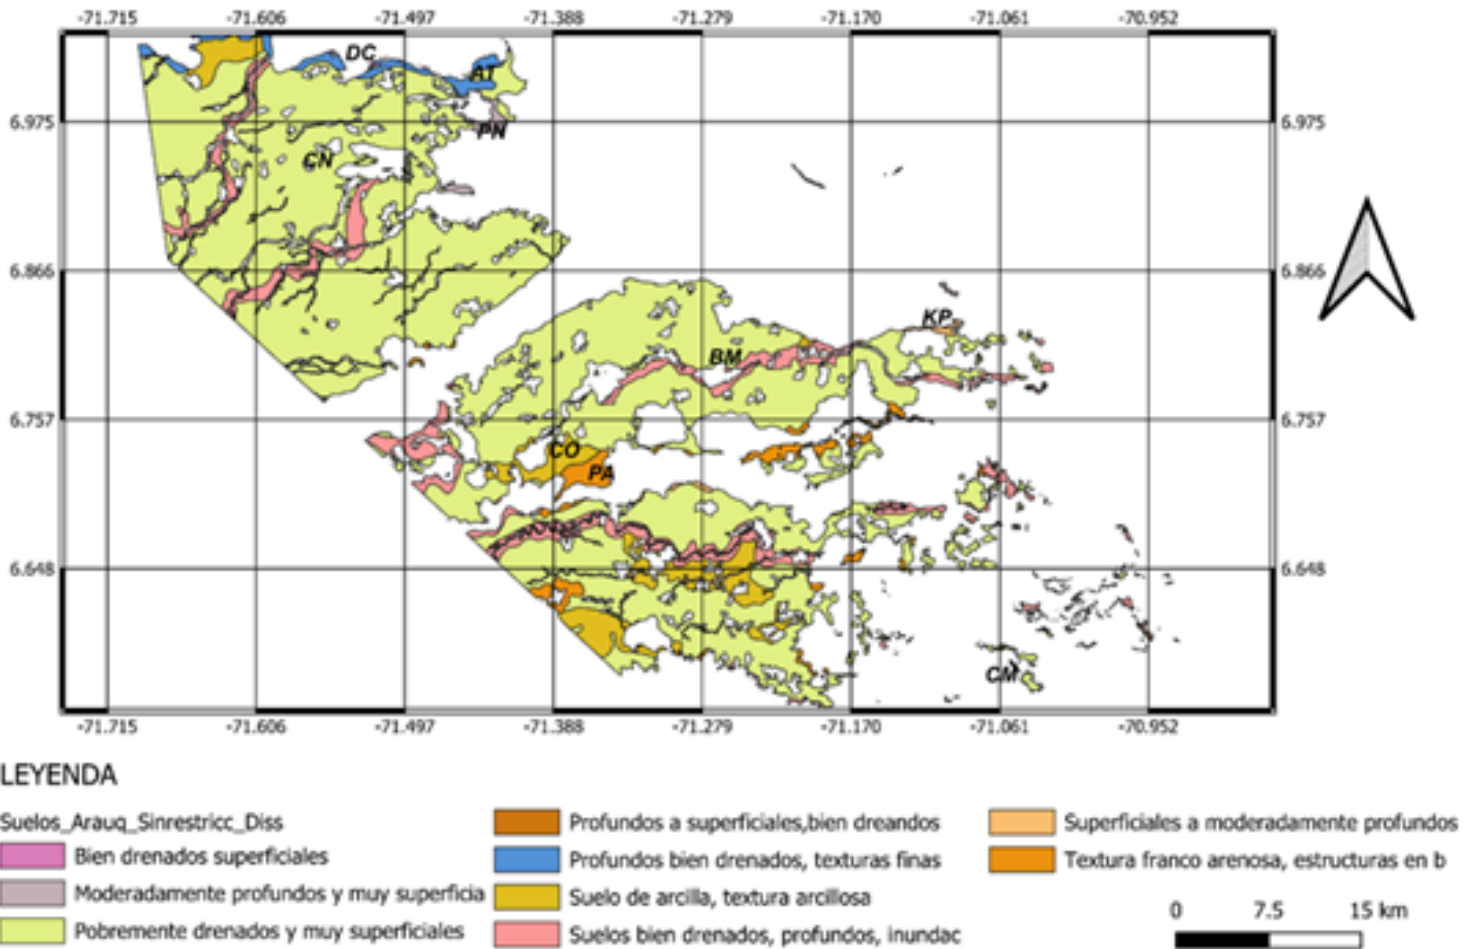 -71.715 -71.606 -71.497 -71.388 -71.279 -71.170 -71.061 -70.952
DC
AT
6.975 PN 6.975
CN
6.866 6.866
KP
BM
6.757 6.757
CO
PA
6.648 6.648
CM
-71.715 -71.606 -71.497 -71.388 -71.279 -71.170 -71.061 -70.952
LEYENDA
Suelos_Arauq_Sinrestricc_Diss
Bien drenados superficiales
Moderadamente profundos y muy superficia
Pobremente drenados y muy superficiales
Profundos a superficiales,bien dreandos
Profundos bien drenados, texturas finas
Suelo de arcilla, textura arcillosa
Suelos bien drenados, profundos, inundac
Superficiales a moderadamente profundos
Textura franco arenosa, estructuras en b
0 7.5 15 km